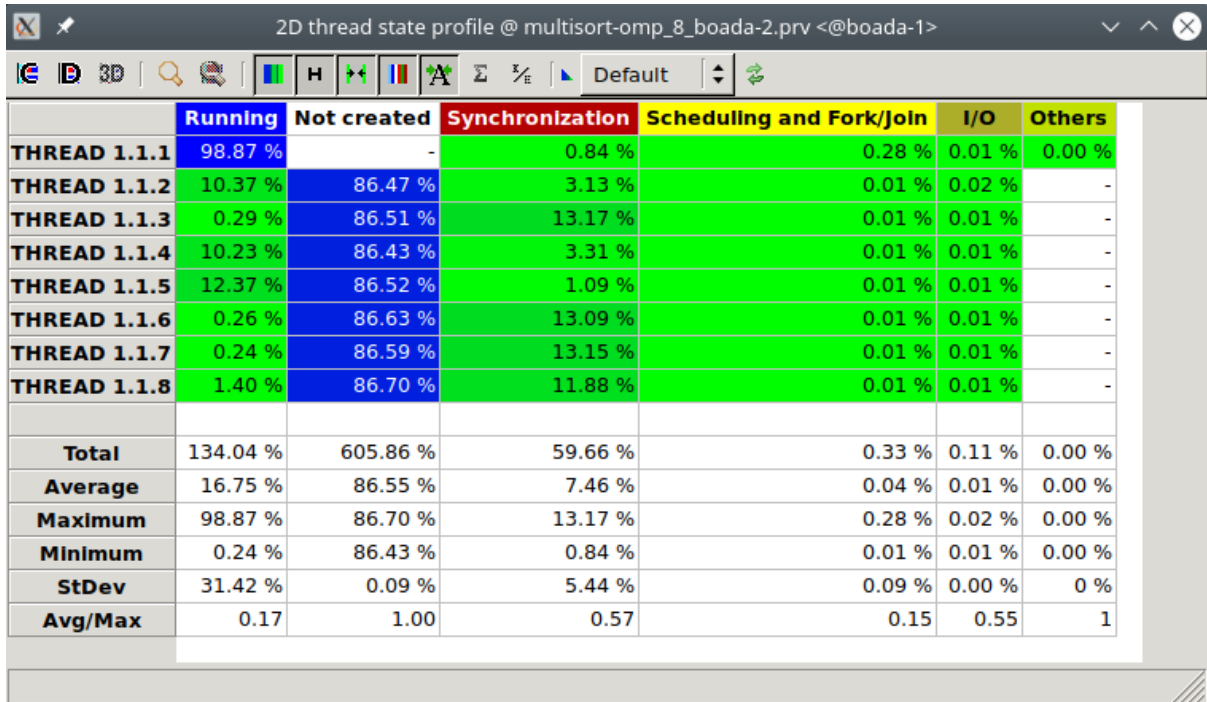 2D thread state profile @ multisort-omp_8_boada-2.prv <@boada-1>
3D H Σ Default
Running Not created Synchronization Scheduling and Fork/Join I/O Others
THREAD 1.1.1 98.87 % - 0.84 % 0.28 % 0.01 % 0.00 %
THREAD 1.1.2 10.37 % 86.47 % 3.13 % 0.01 % 0.02 % -
THREAD 1.1.3 0.29 % 86.51 % 13.17 % 0.01 % 0.01 % -
THREAD 1.1.4 10.23 % 86.43 % 3.31 % 0.01 % 0.01 % -
THREAD 1.1.5 12.37 % 86.52 % 1.09 % 0.01 % 0.01 % -
THREAD 1.1.6 0.26 % 86.63 % 13.09 % 0.01 % 0.01 % -
THREAD 1.1.7 0.24 % 86.59 % 13.15 % 0.01 % 0.01 % -
THREAD 1.1.8 1.40 % 86.70 % 11.88 % 0.01 % 0.01 % -
Total 134.04 % 605.86 % 59.66 % 0.33 % 0.11 % 0.00 %
Average 16.75 % 86.55 % 7.46 % 0.04 % 0.01 % 0.00 %
Maximum 98.87 % 86.70 % 13.17 % 0.28 % 0.02 % 0.00 %
Minimum 0.24 % 86.43 % 0.84 % 0.01 % 0.01 % 0.00 %
StDev 31.42 % 0.09 % 5.44 % 0.09 % 0.00 % 0 %
Avg/Max 0.17 1.00 0.57 0.15 0.55 1